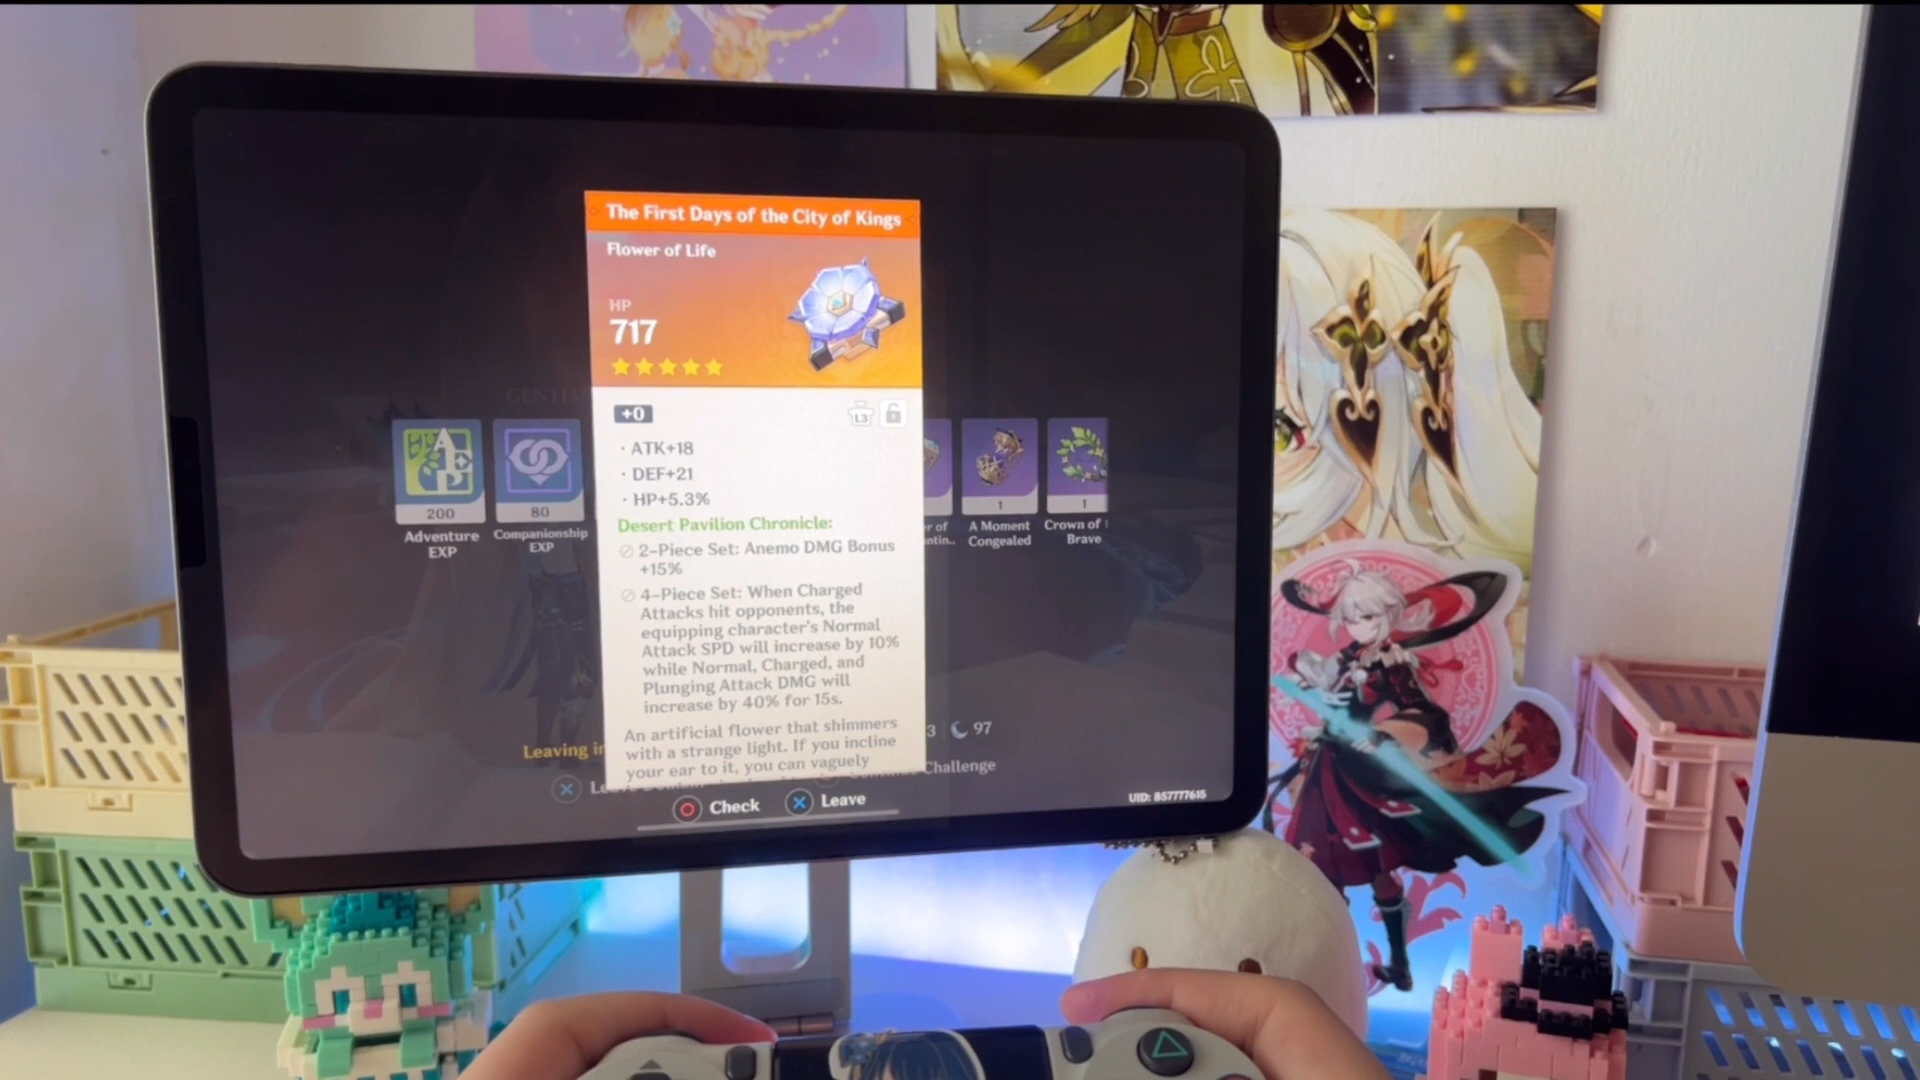 The First Days of the City of Kings
Flower of Life
HP
717
+0
L3
· ATK+18
· DEF+21
· HP+5.3%
Desert Pavilion Chronicle:
2-Piece Set: Anemo DMG Bonus
+15%
4-Piece Set: When Charged
Attacks hit opponents, the
equipping character's Normal
Attack SPD will increase by 10%
while Normal, Charged, and
Plunging Attack DMG will
increase by 40% for 15s.
An artificial flower that shimmers
with a strange light. If you incline
your ear to it, you can vaguely
200
Adventure
EXP
80
Companionship
EXP
1
A Moment
Congealed
1
Crown of
Brave
3 97
Leaving
Challenge
Check
Leave
UID: 857777615